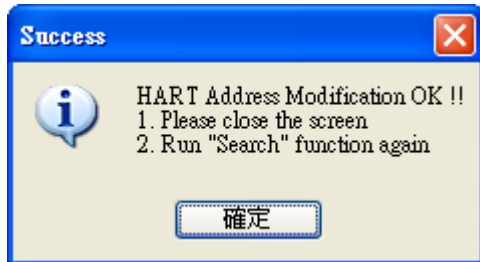 Success
HART Address Modification OK !!
1. Please close the screen
2. Run "Search" function again
確定